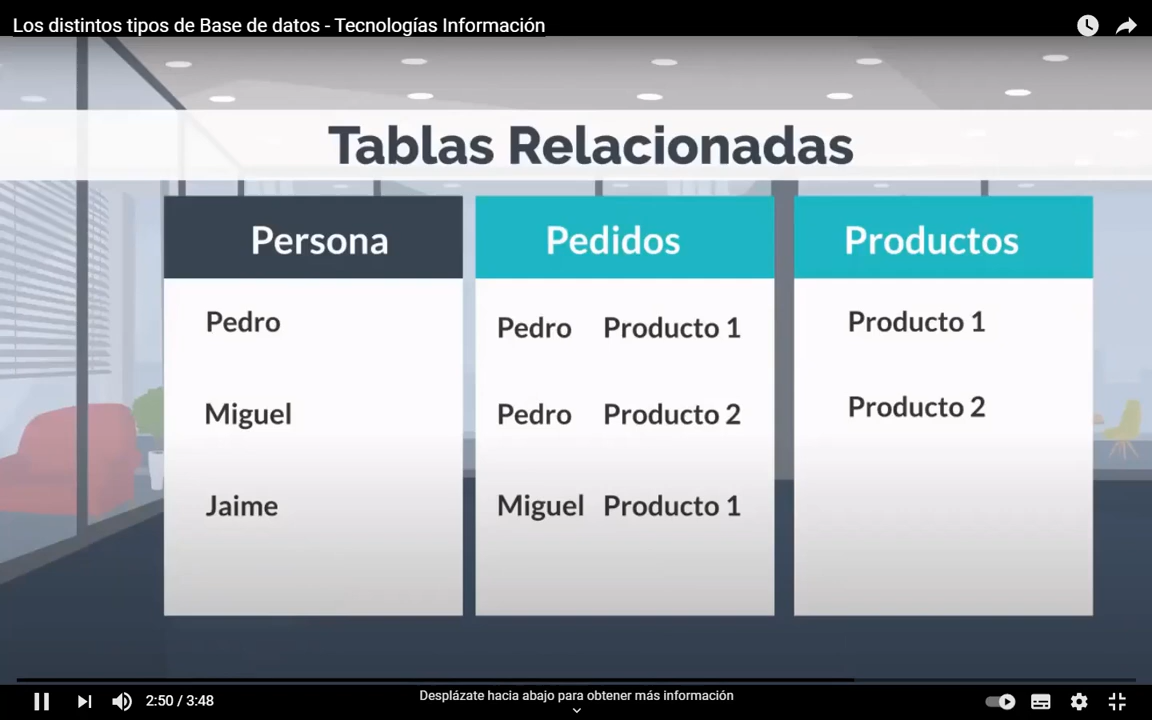 Los distintos tipos de Base de datos - Tecnologías Información
Tablas Relacionadas
Persona
Pedro
Miguel
Jaime
Pedidos
Pedro Producto 1
Pedro Producto 2
Miguel Producto 1
Productos
Producto 1
Producto 2
2:50 / 3:48
Desplázate hacia abajo para obtener más información